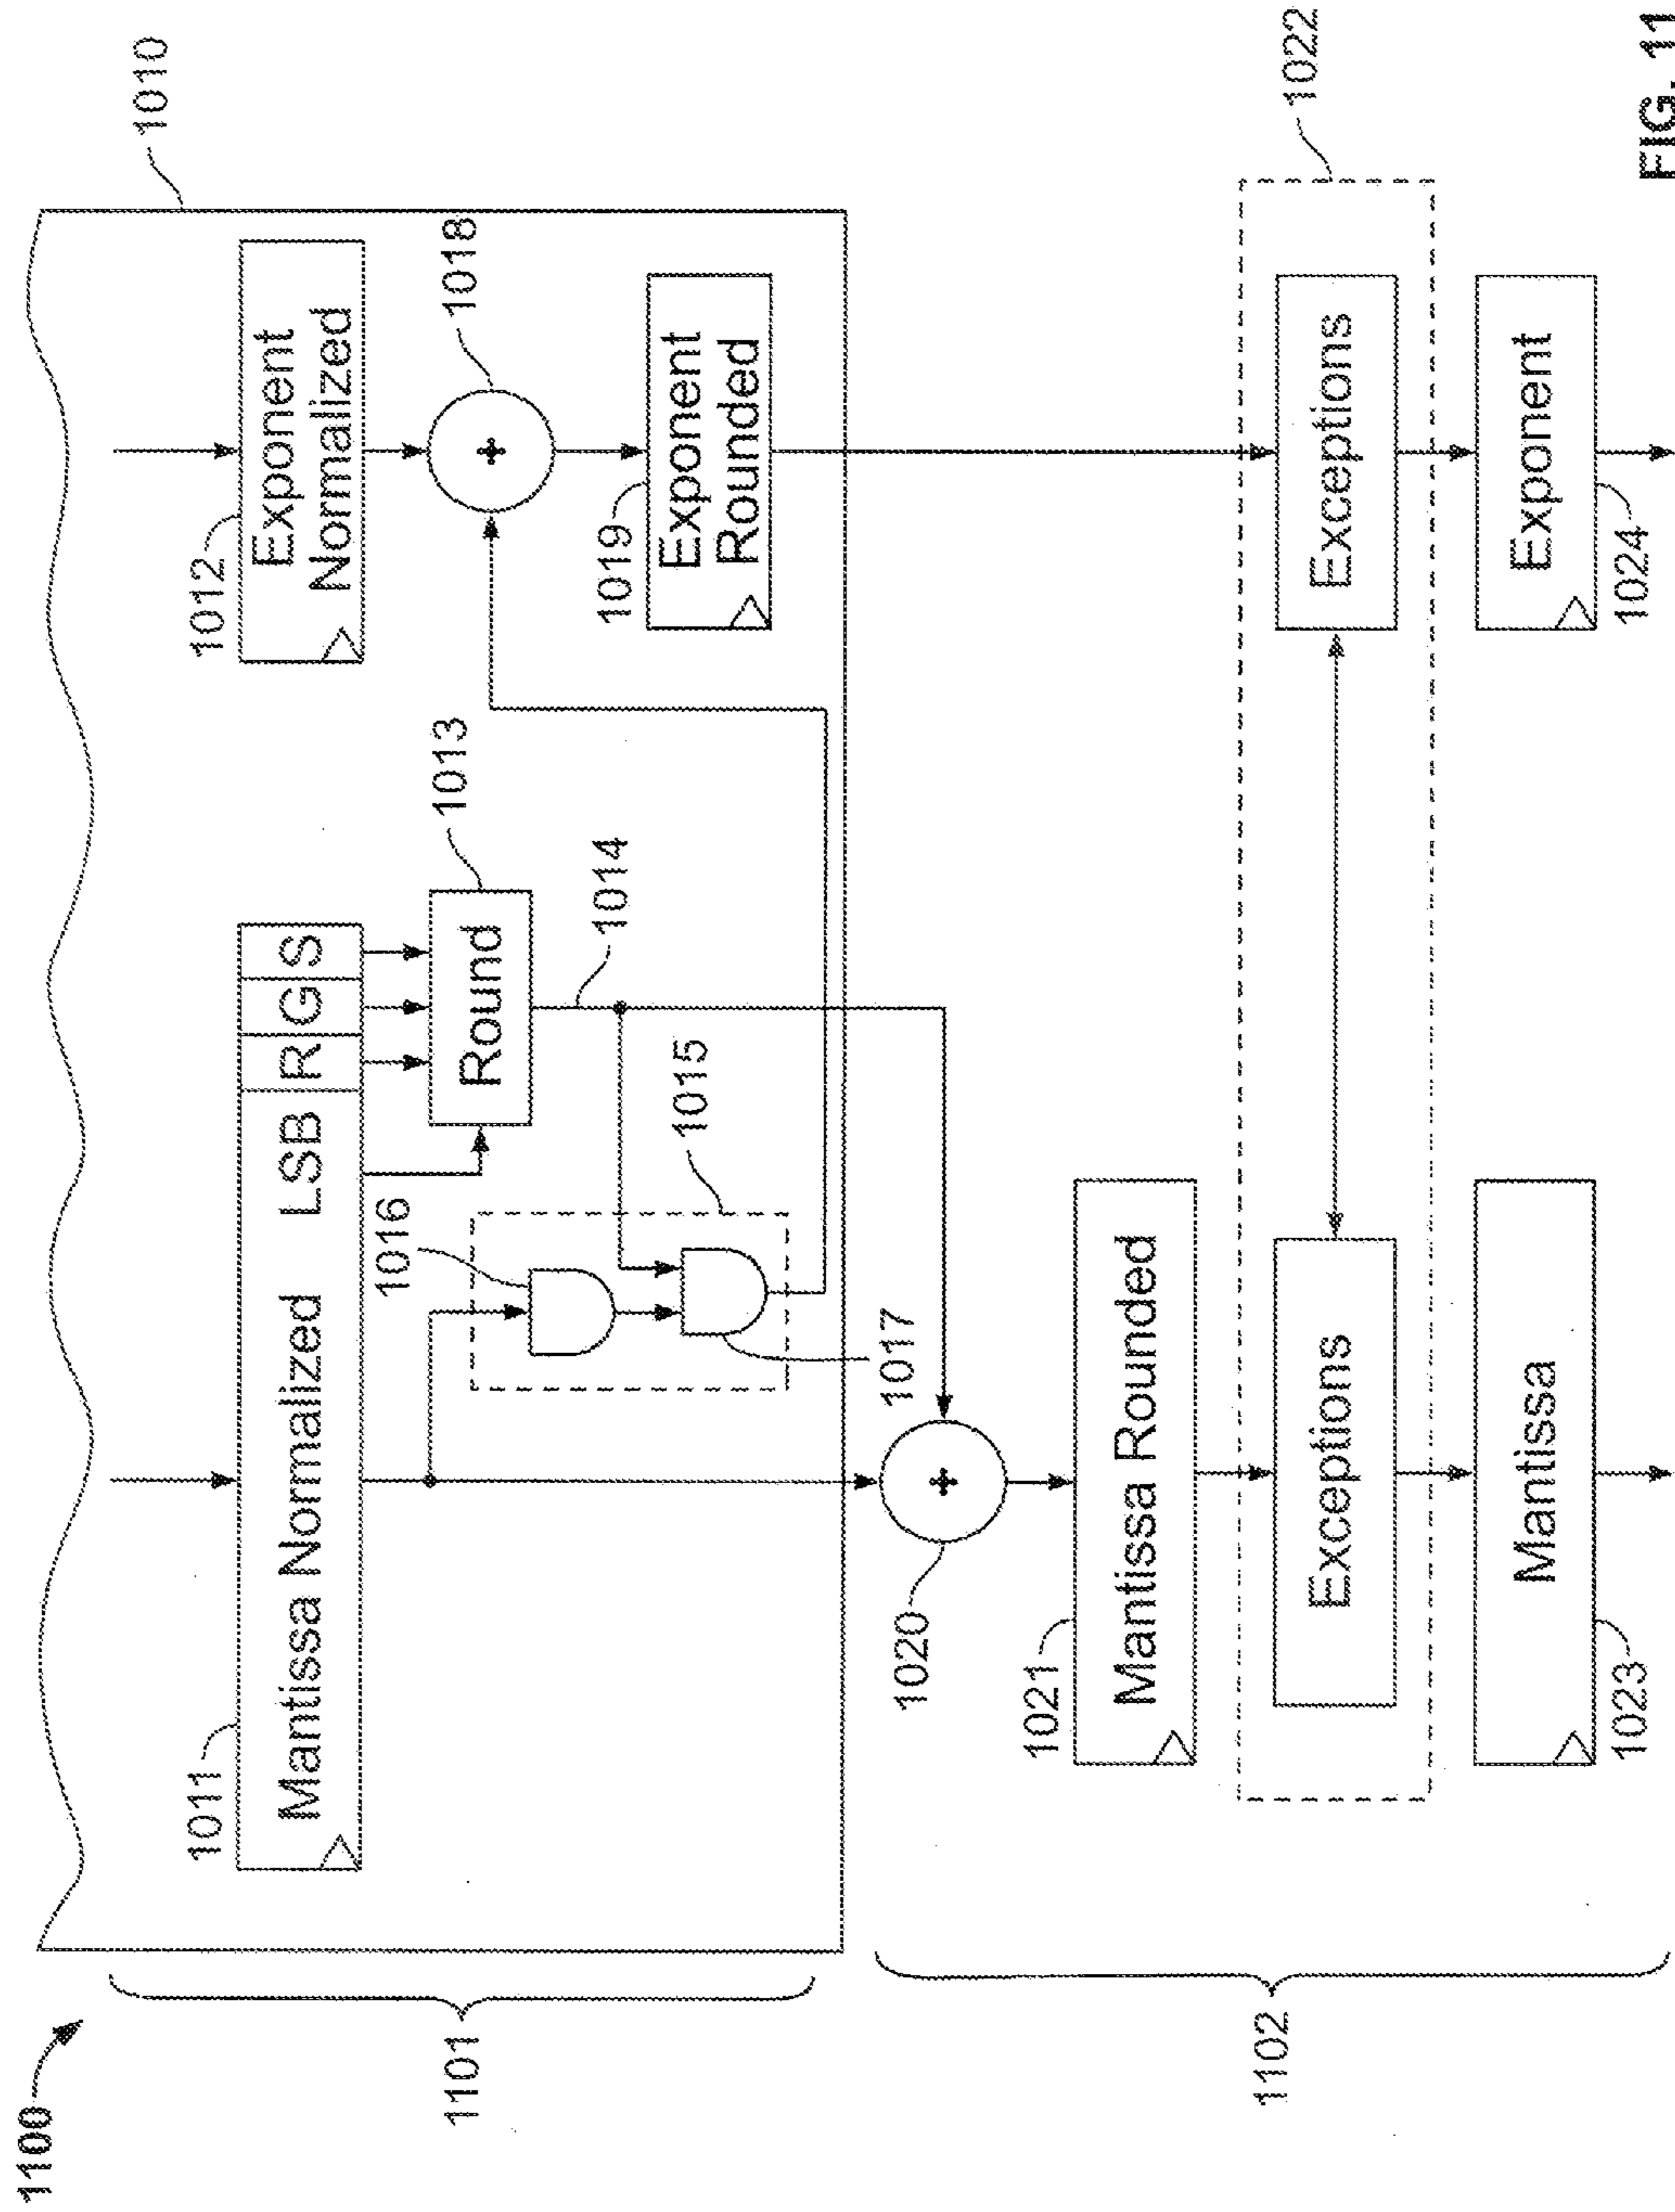 1100
1010
1011
Mantissa Normalized LSB R G S
1012
Exponent
Normalized
1016
Round
1013
1014
1015
+
1018
1019
Exponent
Rounded
1101
1017
1020
+
1021
Mantissa Rounded
1022
Exceptions
Exceptions
1102
1023
Mantissa
Exponent
1024
FIG. 11